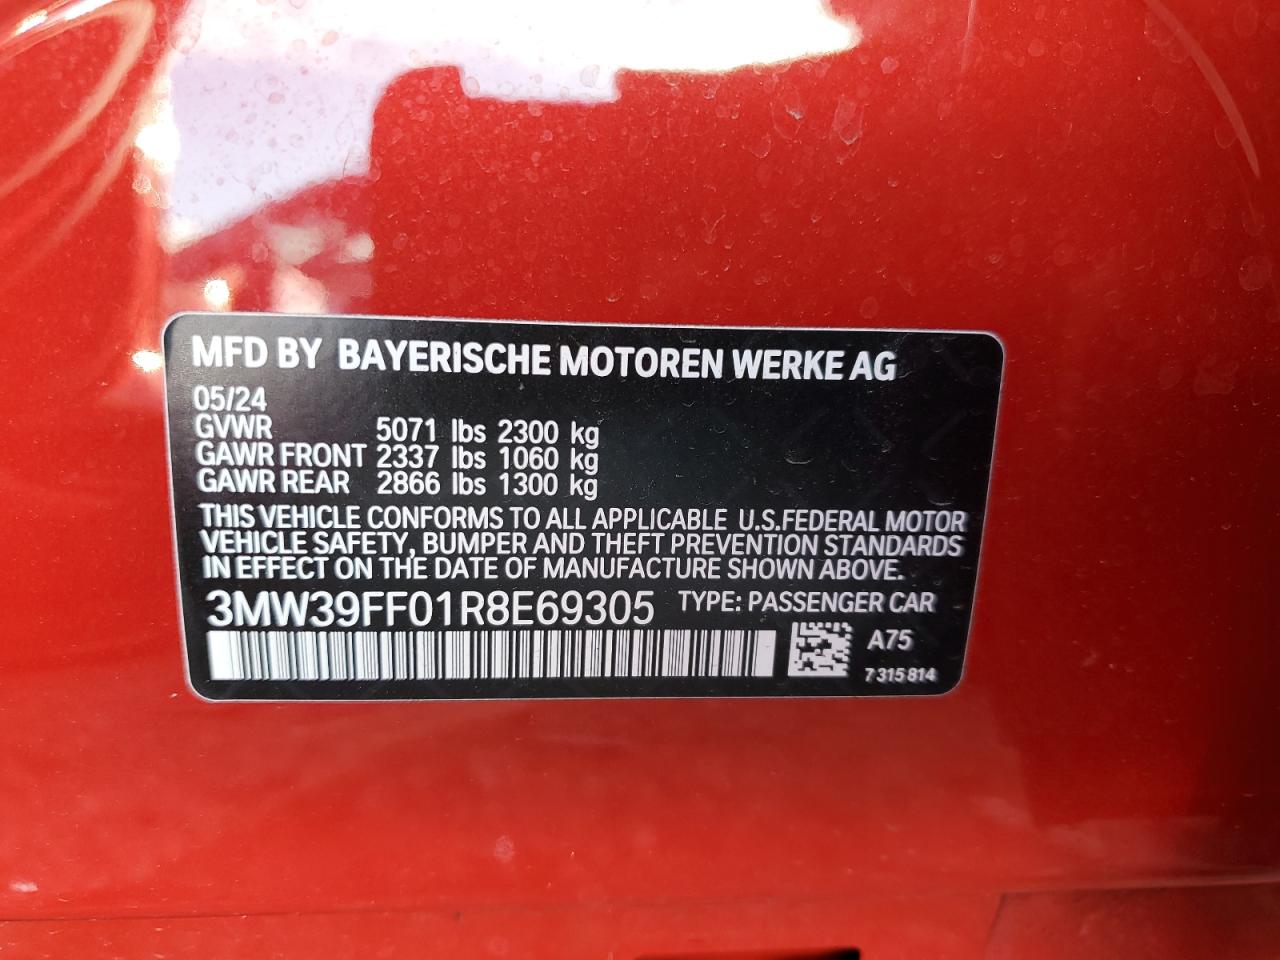 MFD BY BAYERISCHE MOTOREN WERKE AG
05/24
GVWR 5071 lbs 2300 kg
GAWR FRONT 2337 lbs 1060 kg
GAWR REAR 2866 lbs 1300 kg
THIS VEHICLE CONFORMS TO ALL APPLICABLE U.S.FEDERAL MOTOR
VEHICLE SAFETY, BUMPER AND THEFT PREVENTION STANDARDS
IN EFFECT ON THE DATE OF MANUFACTURE SHOWN ABOVE.
3MW39FF01R8E69305 TYPE: PASSENGER CAR
A75
7 315 814